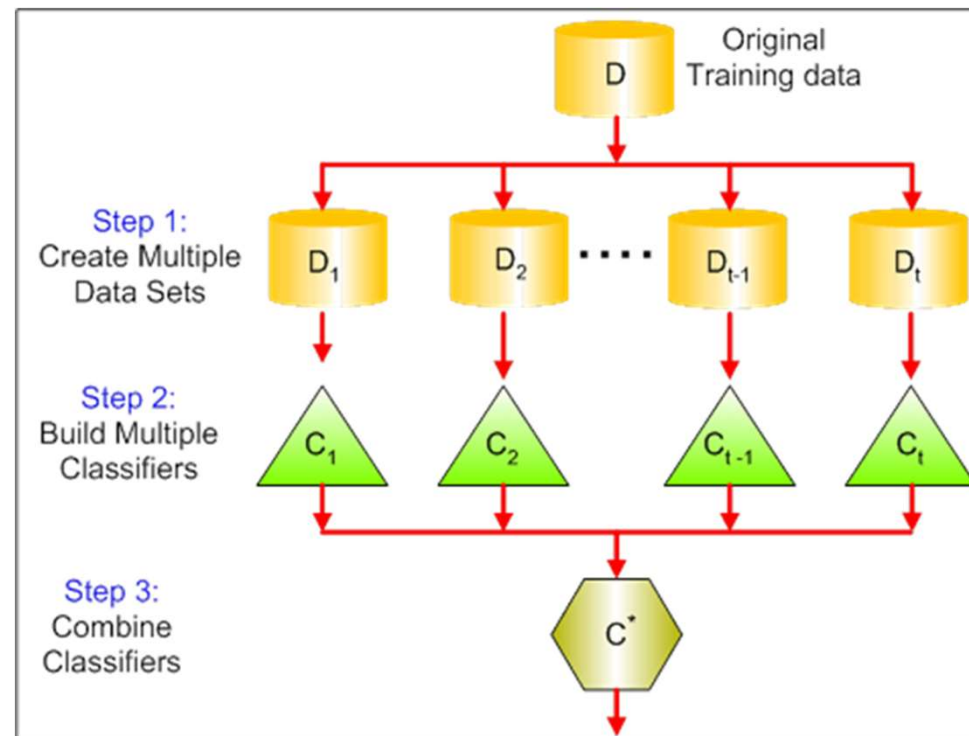 D
Original
Training data
Step 1:
Create Multiple
Data Sets
D₁
D₂
....
Dₜ₋₁
Dₜ
Step 2:
Build Multiple
Classifiers
C₁
C₂
Cₜ₋₁
Cₜ
Step 3:
Combine
Classifiers
C*